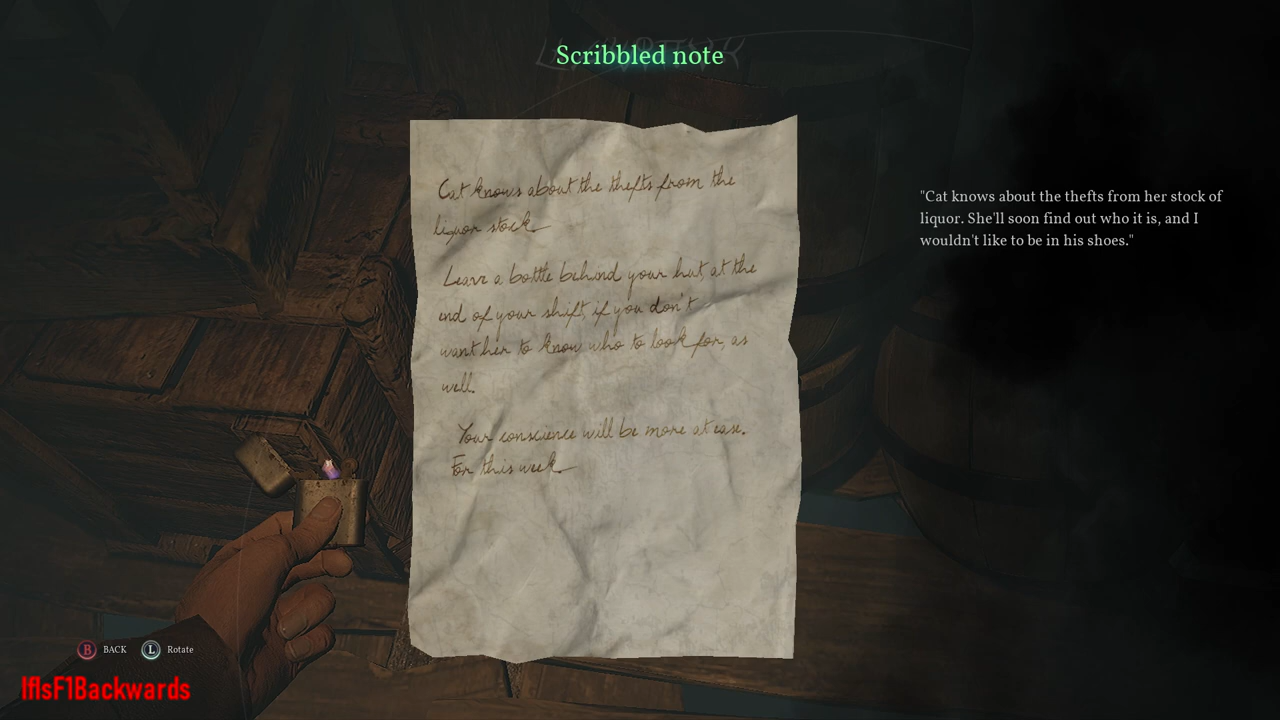 Scribbled note
Cat knows about the thefts from the
liquor stock.
Leave a bottle behind your hut, at the
end of your shift, if you don't
want her to know who to look for, as
well.
Your conscience will be more at ease.
For this week.
"Cat knows about the thefts from her stock of
liquor. She'll soon find out who it is, and I
wouldn't like to be in his shoes."
B BACK L Rotate
IfIsF1Backwards